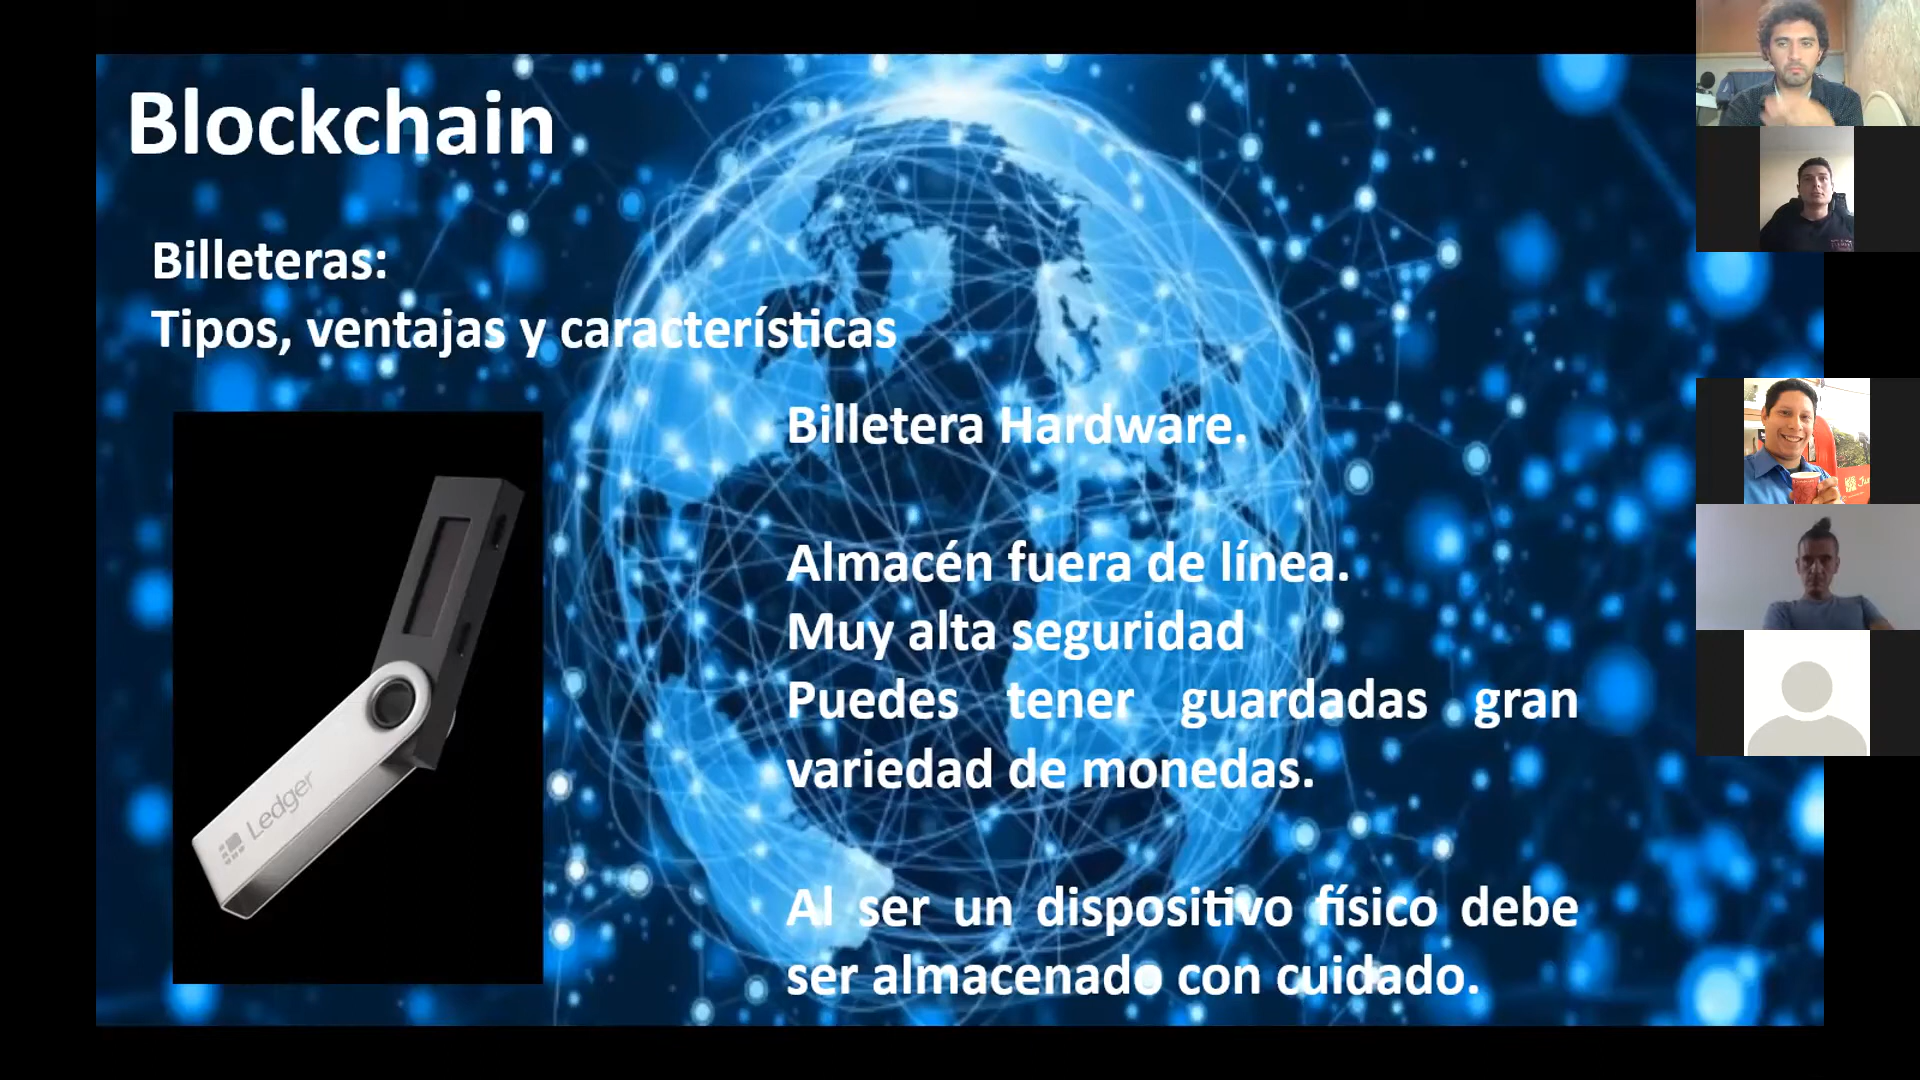 Blockchain
Billeteras:
Tipos, ventajas y características
Billetera Hardware.
Almacén fuera de línea.
Muy alta seguridad
Puedes tener guardadas gran
variedad de monedas.
Al ser un dispositivo físico debe
ser almacenado con cuidado.
Ledger